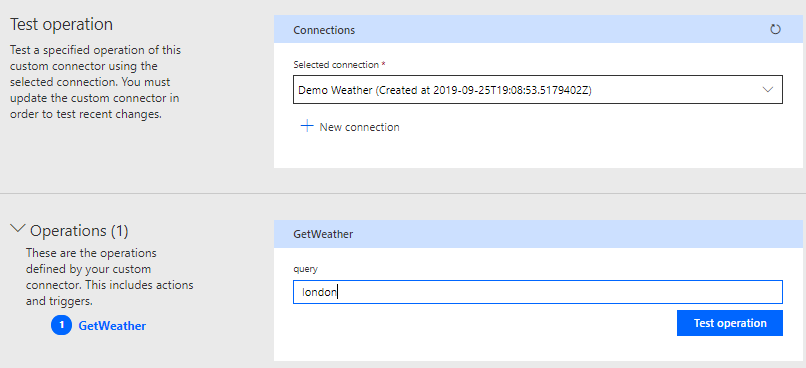 Test operation
Test a specified operation of this
custom connector using the
selected connection. You must
update the custom connector in
order to test recent changes.
Connections
Selected connection *
Demo Weather (Created at 2019-09-25T19:08:53.5179402Z)
New connection
Operations (1)
These are the operations
defined by your custom
connector. This includes actions
and triggers.
1 GetWeather
GetWeather
query
london
Test operation